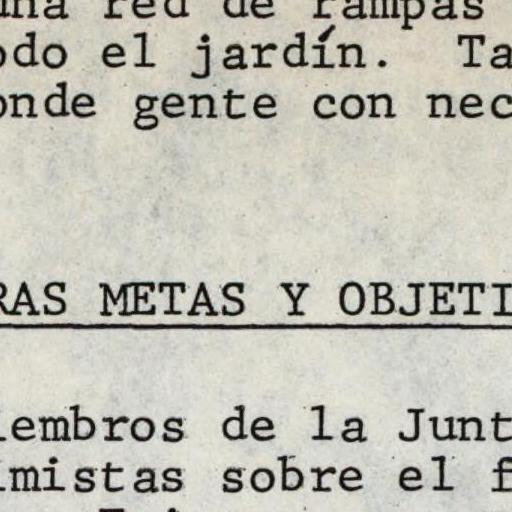 una red de rampas
odo el jardín. Ta
onde gente con nec
RAS METAS Y OBJETI
iembros de la Junt
imistas sobre el f